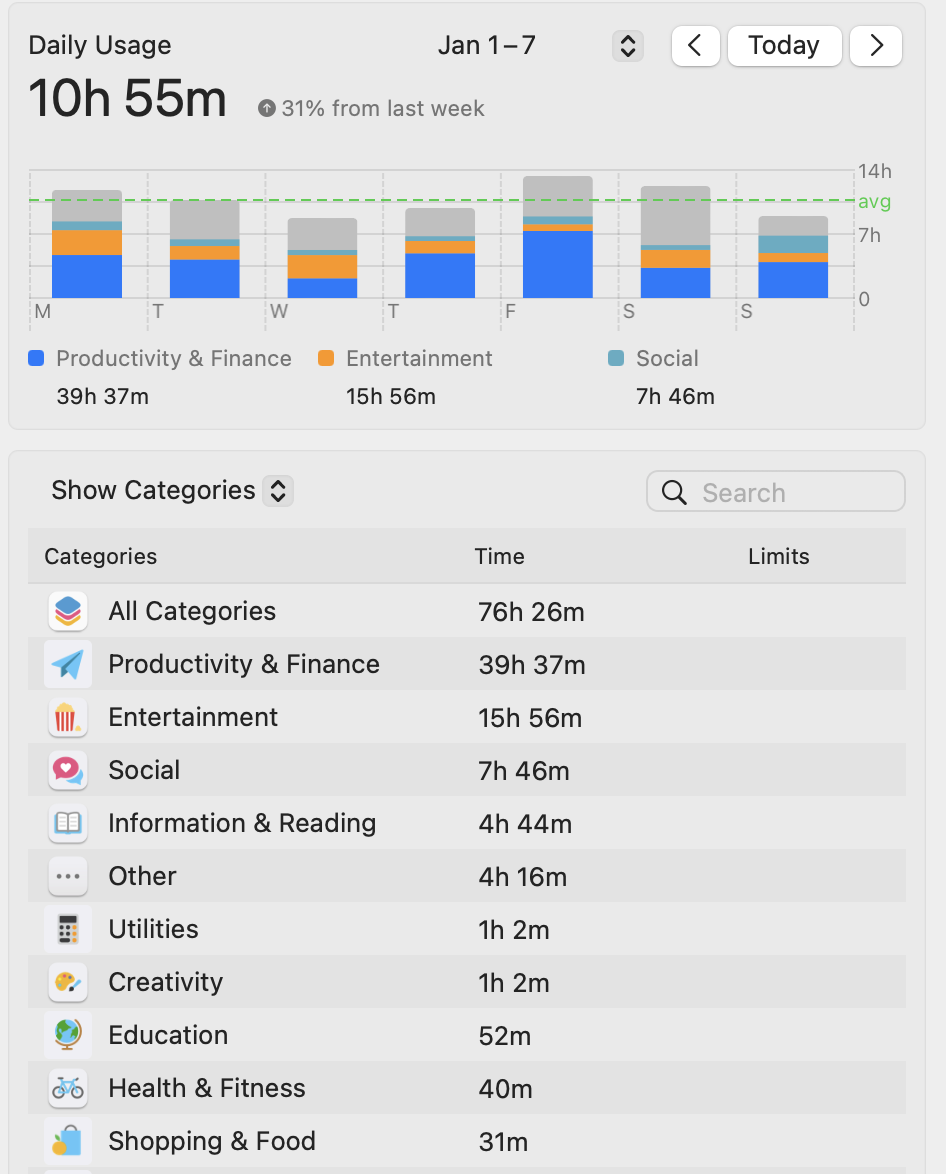 Daily Usage Jan 1–7 Today
10h 55m 31% from last week
14h
avg
7h
0
M T W T F S S
Productivity & Finance Entertainment Social
39h 37m 15h 56m 7h 46m
Show Categories Search
Categories Time Limits
All Categories 76h 26m
Productivity & Finance 39h 37m
Entertainment 15h 56m
Social 7h 46m
Information & Reading 4h 44m
Other 4h 16m
Utilities 1h 2m
Creativity 1h 2m
Education 52m
Health & Fitness 40m
Shopping & Food 31m